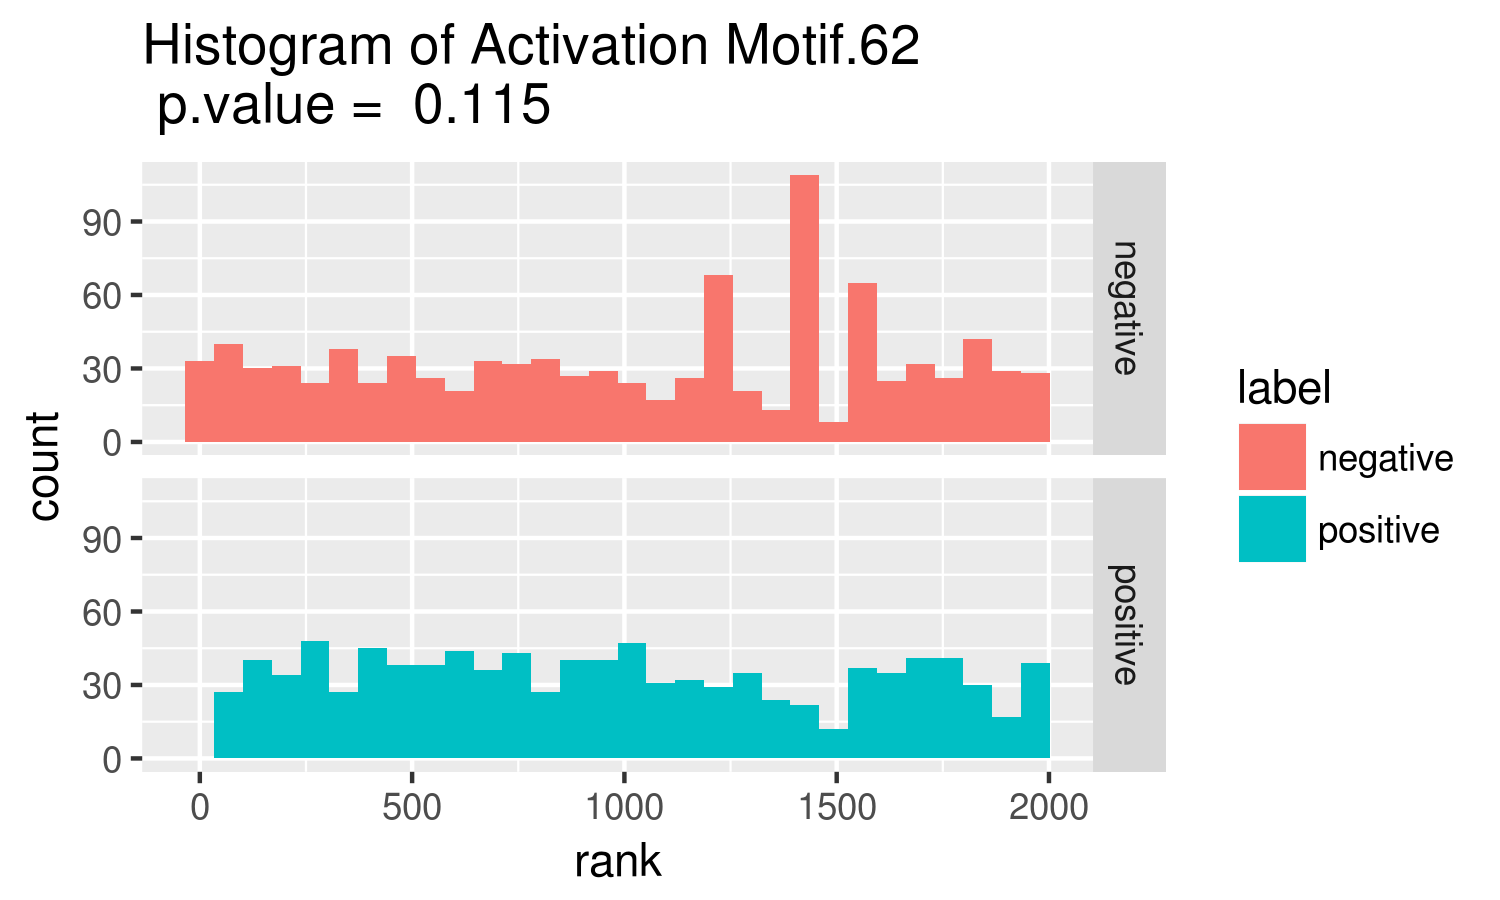 Histogram of Activation Motif.62
p.value = 0.115
90
60
30
0
negative
count
90
60
30
0
positive
0 500 1000 1500 2000
rank
label
negative
positive